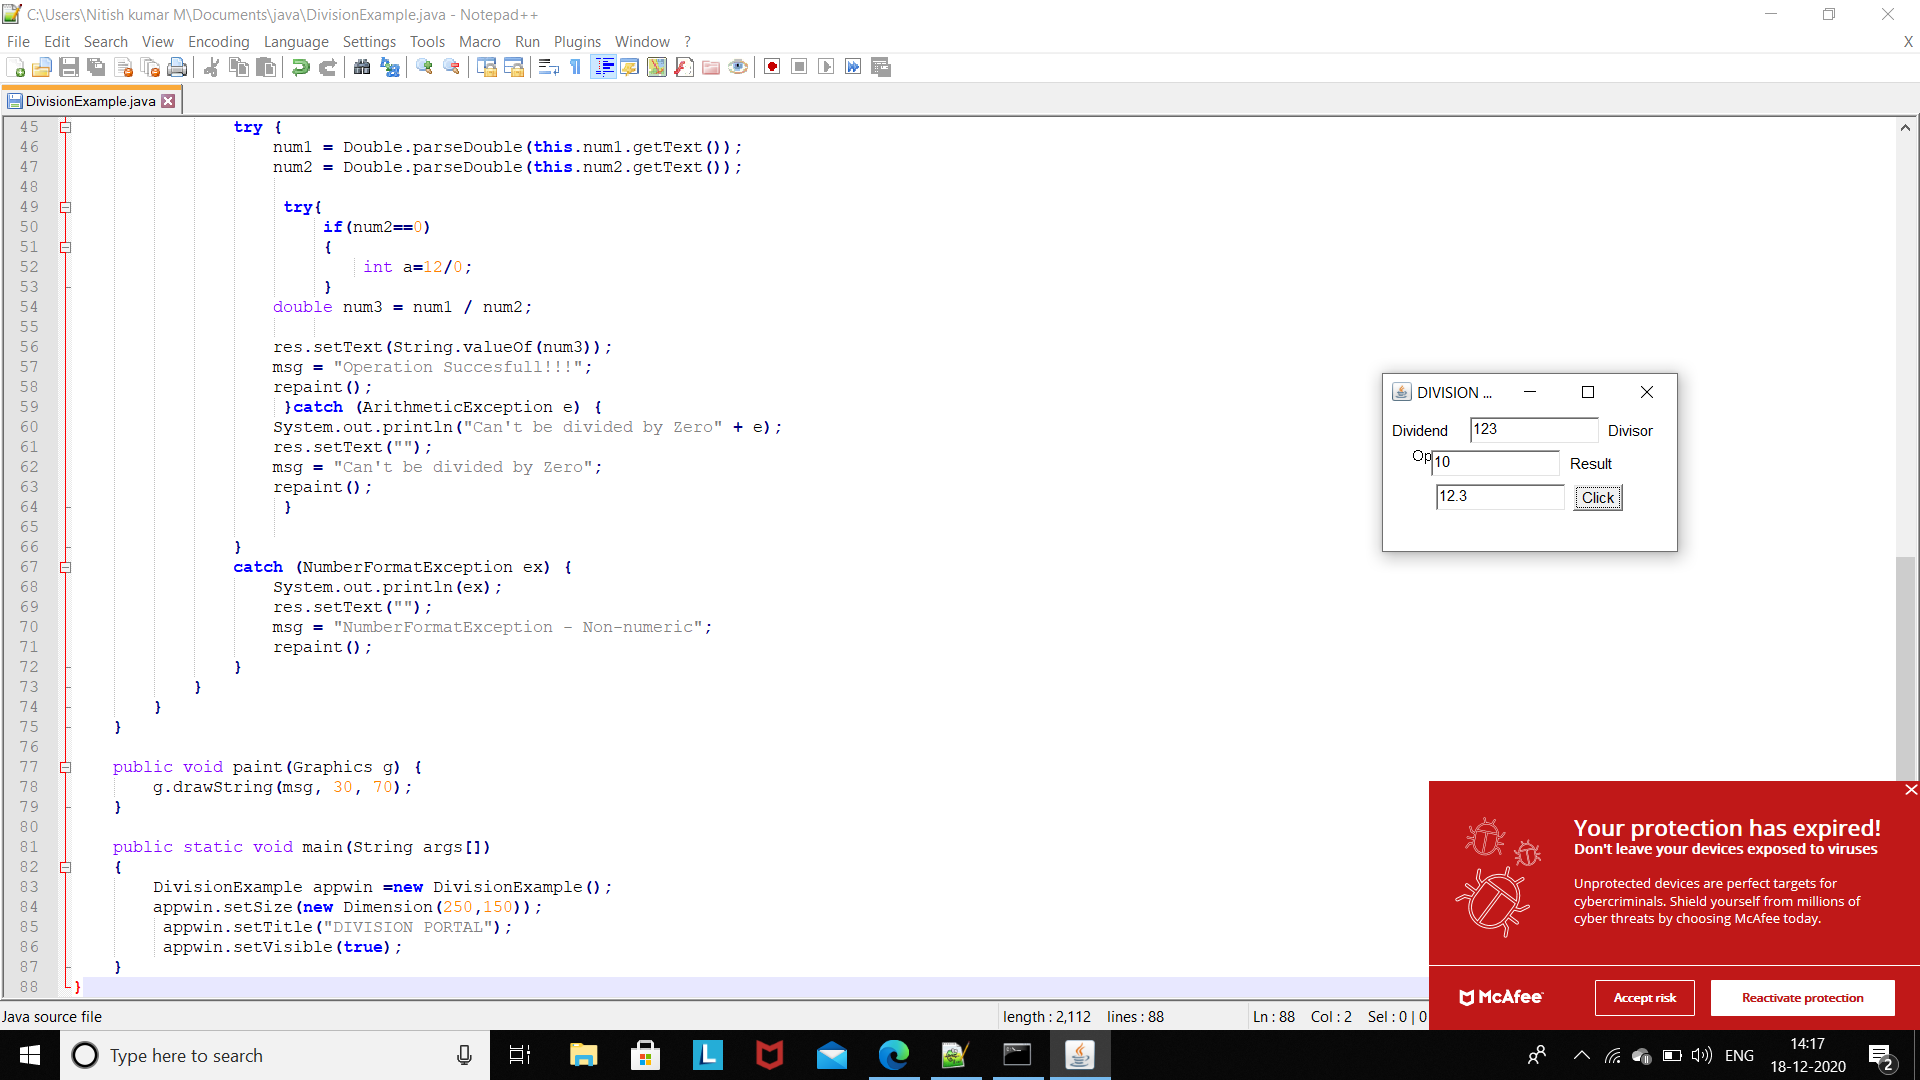 C:\Users\Nitish kumar M\Documents\java\DivisionExample.java - Notepad++
File Edit Search View Encoding Language Settings Tools Macro Run Plugins Window ? X
DivisionExample.java
45 try {
46 num1 = Double.parseDouble(this.num1.getText());
47 num2 = Double.parseDouble(this.num2.getText());
48
49 try{
50 if(num2==0)
51 {
52 int a=12/0;
53 }
54 double num3 = num1 / num2;
55
56 res.setText(String.valueOf(num3));
57 msg = "Operation Succesfull!!!";
58 repaint();
59 }catch (ArithmeticException e) {
60 System.out.println("Can't be divided by Zero" + e);
61 res.setText("");
62 msg = "Can't be divided by Zero";
63 repaint();
64 }
65
66 }
67 catch (NumberFormatException ex) {
68 System.out.println(ex);
69 res.setText("");
70 msg = "NumberFormatException - Non-numeric";
71 repaint();
72 }
73 }
74 }
75 }
76
77 public void paint(Graphics g) {
78 g.drawString(msg, 30, 70);
79 }
80
81 public static void main(String args[])
82 {
83 DivisionExample appwin =new DivisionExample();
84 appwin.setSize(new Dimension(250,150));
85 appwin.setTitle("DIVISION PORTAL");
86 appwin.setVisible(true);
87 }
88 }
DIVISION ...
Dividend 123 Divisor
Op 10 Result
12.3 Click
Your protection has expired!
Don't leave your devices exposed to viruses
Unprotected devices are perfect targets for
cybercriminals. Shield yourself from millions of
cyber threats by choosing McAfee today.
McAfee Accept risk Reactivate protection
Java source file length : 2,112 lines : 88 Ln : 88 Col : 2 Sel : 0 | 0
Type here to search
L
ENG
14:17
18-12-2020
2